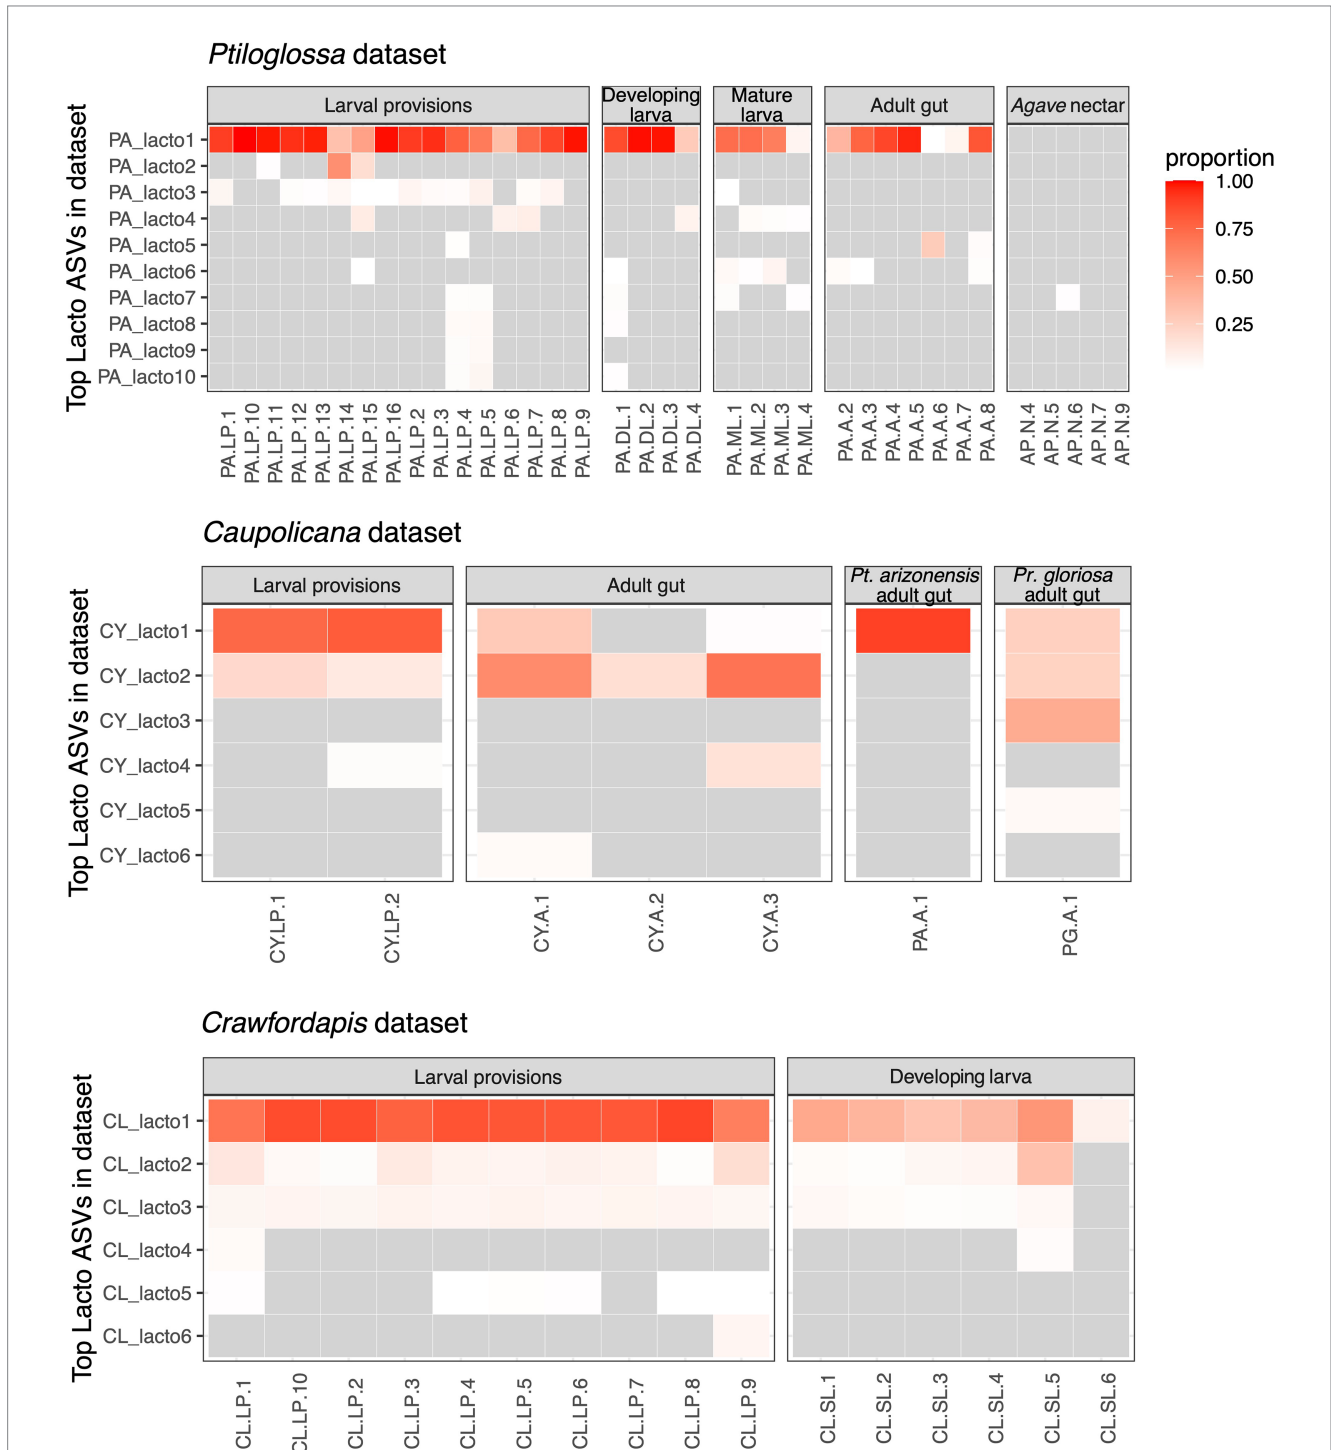 Ptiloglossa dataset
Larval provisions
Developing
larva
Mature
larva
Adult gut
Agave nectar
Top Lacto ASVs in dataset
PA_lacto1
PA_lacto2
PA_lacto3
PA_lacto4
PA_lacto5
PA_lacto6
PA_lacto7
PA_lacto8
PA_lacto9
PA_lacto10
proportion
1.00
0.75
0.50
0.25
PA.LP.1
PA.LP.10
PA.LP.11
PA.LP.12
PA.LP.13
PA.LP.14
PA.LP.15
PA.LP.16
PA.LP.2
PA.LP.3
PA.LP.4
PA.LP.5
PA.LP.6
PA.LP.7
PA.LP.8
PA.LP.9
PA.DL.1
PA.DL.2
PA.DL.3
PA.DL.4
PA.ML.1
PA.ML.2
PA.ML.3
PA.ML.4
PA.A.2
PA.A.3
PA.A.4
PA.A.5
PA.A.6
PA.A.7
PA.A.8
AP.N.4
AP.N.5
AP.N.6
AP.N.7
AP.N.9
Caupolicana dataset
Larval provisions
Adult gut
Pt. arizonensis
adult gut
Pr. gloriosa
adult gut
Top Lacto ASVs in dataset
CY_lacto1
CY_lacto2
CY_lacto3
CY_lacto4
CY_lacto5
CY_lacto6
CY.LP.1
CY.LP.2
CY.A.1
CY.A.2
CY.A.3
PA.A.1
PG.A.1
Crawfordapis dataset
Larval provisions
Developing larva
Top Lacto ASVs in dataset
CL_lacto1
CL_lacto2
CL_lacto3
CL_lacto4
CL_lacto5
CL_lacto6
CL.LP.1
CL.LP.10
CL.LP.2
CL.LP.3
CL.LP.4
CL.LP.5
CL.LP.6
CL.LP.7
CL.LP.8
CL.LP.9
CL.SL.1
CL.SL.2
CL.SL.3
CL.SL.4
CL.SL.5
CL.SL.6